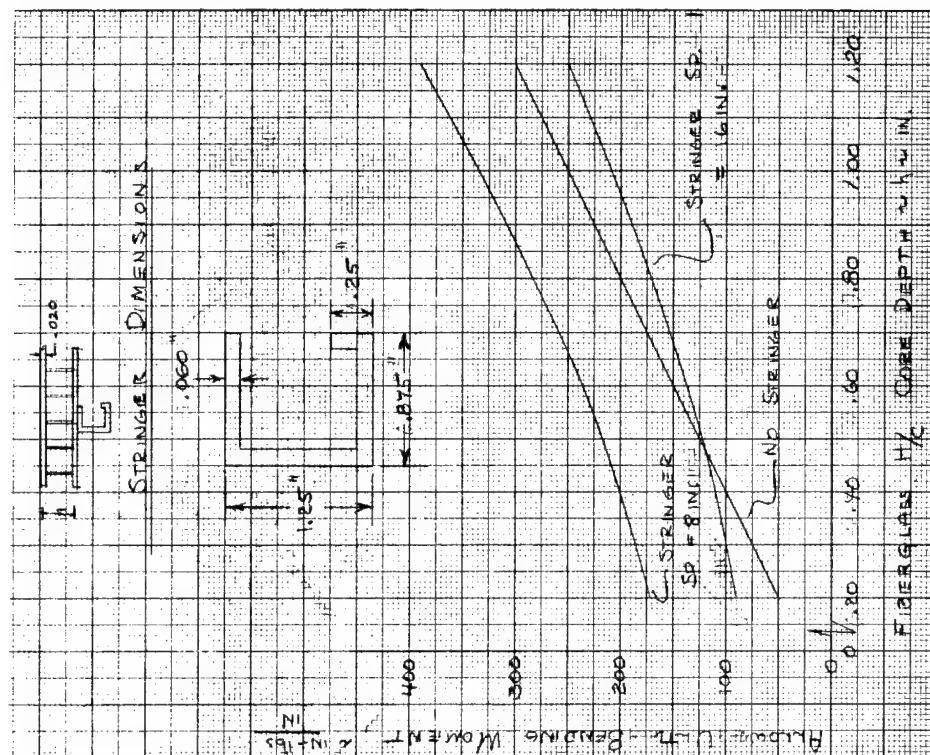 .020
h
STRINGER DIMENSIONS
.060"
.25"
1.25"
.875"
STRINGER SP.
= 16 IN.
STRINGER
SP = 8 INCH
NO STRINGER
400
300
200
100
0
0 .20 .40 .60 .80 1.00 1.20
FIBERGLASS H/C CORE DEPTH ~ h ~ IN.
BENDING MOMENT, ~ IN-LBS
IN